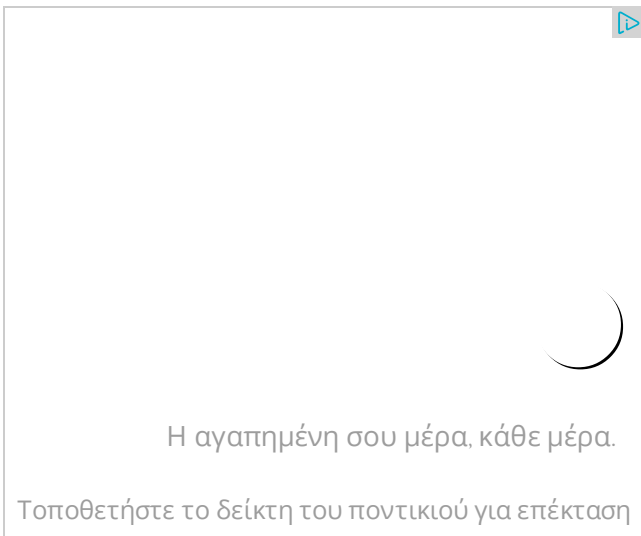 Η αγαπημένη σου μέρα, κάθε μέρα.
Τοποθετήστε το δείκτη του ποντικιού για επέκταση